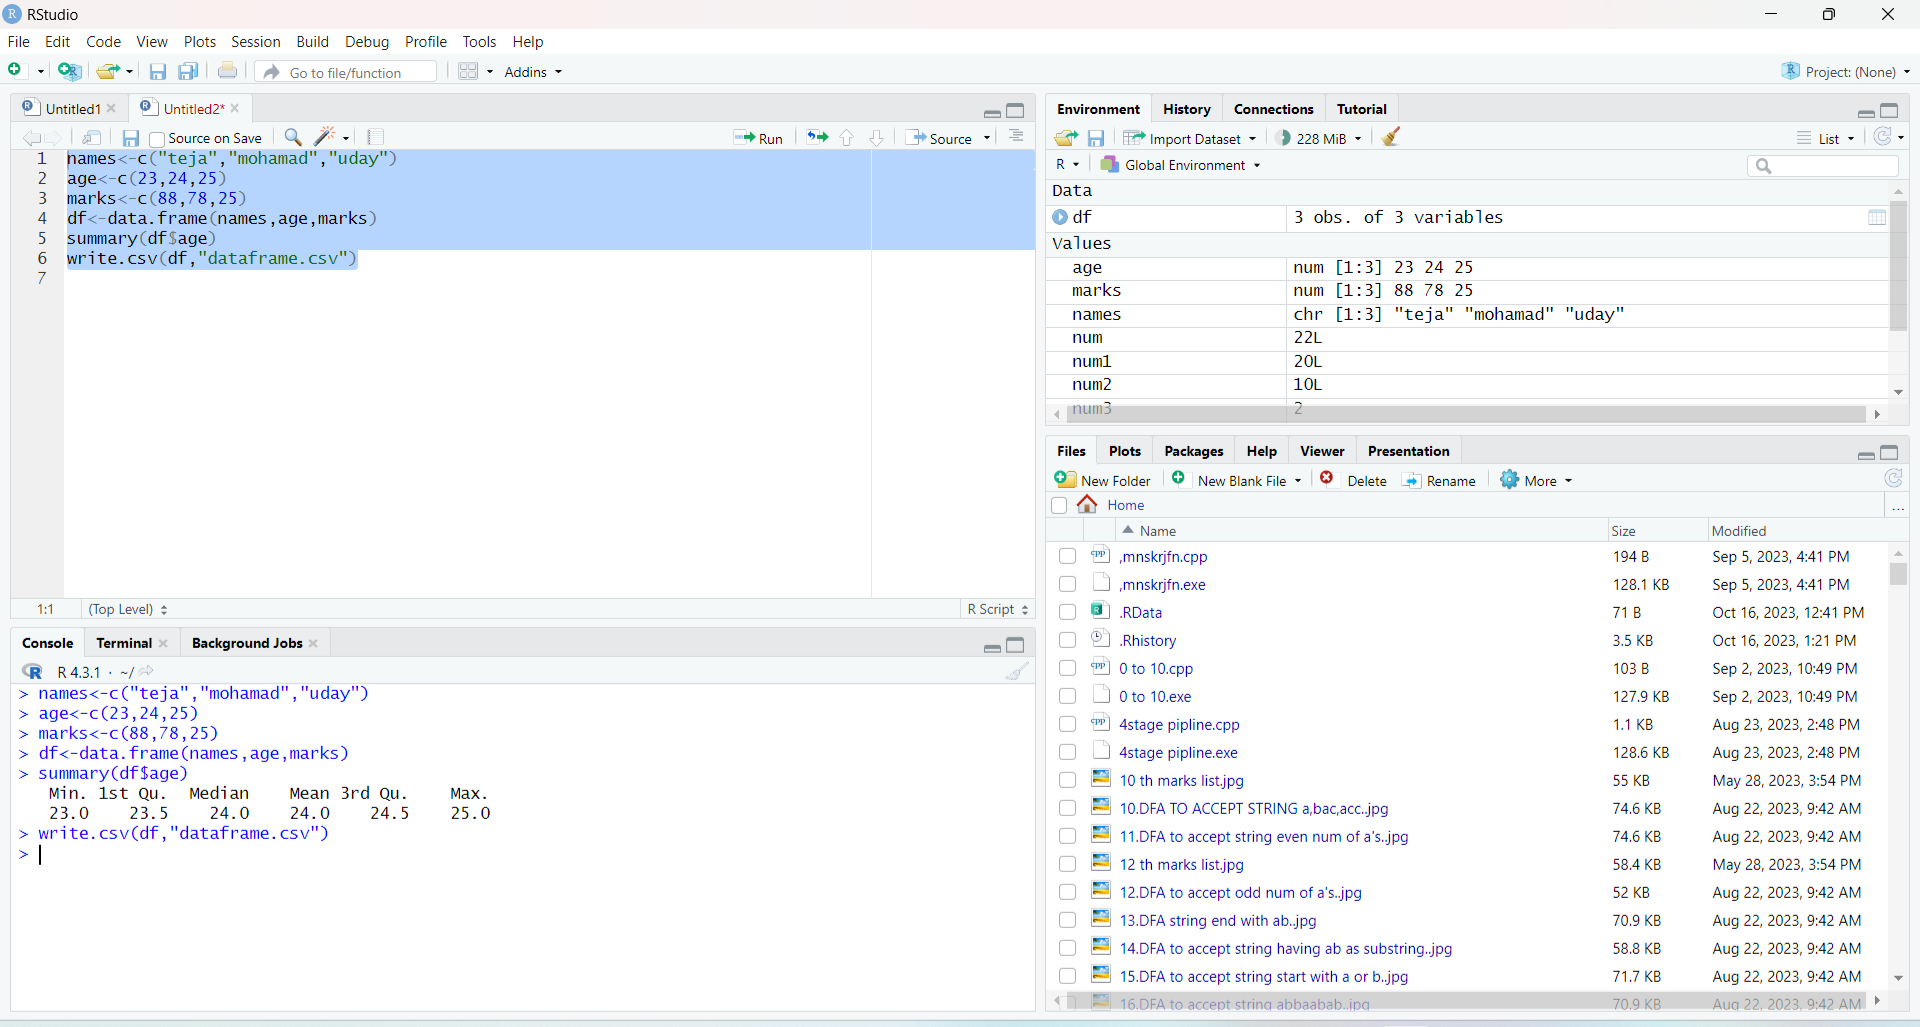 RStudio
File Edit Code View Plots Session Build Debug Profile Tools Help
Go to file/function Addins Project: (None)
Untitled1 Untitled2*
Source on Save Run Source
1 names<-c("teja","mohamad","uday")
2 age<-c(23,24,25)
3 marks<-c(88,78,25)
4 df<-data.frame(names,age,marks)
5 summary(df$age)
6 write.csv(df,"dataframe.csv")
7
1:1 (Top Level) R Script
Console Terminal Background Jobs
R 4.3.1 · ~/
> names<-c("teja","mohamad","uday")
> age<-c(23,24,25)
> marks<-c(88,78,25)
> df<-data.frame(names,age,marks)
> summary(df$age)
Min. 1st Qu. Median Mean 3rd Qu. Max.
23.0 23.5 24.0 24.0 24.5 25.0
> write.csv(df,"dataframe.csv")
>
Environment History Connections Tutorial
Import Dataset 228 MiB List
R Global Environment
Data
df 3 obs. of 3 variables
Values
age num [1:3] 23 24 25
marks num [1:3] 88 78 25
names chr [1:3] "teja" "mohamad" "uday"
num 22L
num1 20L
num2 10L
num3 2
Files Plots Packages Help Viewer Presentation
New Folder New Blank File Delete Rename More
Home ...
Name Size Modified
,mnskrjfn.cpp 194 B Sep 5, 2023, 4:41 PM
,mnskrjfn.exe 128.1 KB Sep 5, 2023, 4:41 PM
.RData 71 B Oct 16, 2023, 12:41 PM
.Rhistory 3.5 KB Oct 16, 2023, 1:21 PM
0 to 10.cpp 103 B Sep 2, 2023, 10:49 PM
0 to 10.exe 127.9 KB Sep 2, 2023, 10:49 PM
4stage pipline.cpp 1.1 KB Aug 23, 2023, 2:48 PM
4stage pipline.exe 128.6 KB Aug 23, 2023, 2:48 PM
10 th marks list.jpg 55 KB May 28, 2023, 3:54 PM
10.DFA TO ACCEPT STRING a,bac,acc..jpg 74.6 KB Aug 22, 2023, 9:42 AM
11.DFA to accept string even num of a's..jpg 74.6 KB Aug 22, 2023, 9:42 AM
12 th marks list.jpg 58.4 KB May 28, 2023, 3:54 PM
12.DFA to accept odd num of a's..jpg 52 KB Aug 22, 2023, 9:42 AM
13.DFA string end with ab..jpg 70.9 KB Aug 22, 2023, 9:42 AM
14.DFA to accept string having ab as substring..jpg 58.8 KB Aug 22, 2023, 9:42 AM
15.DFA to accept string start with a or b..jpg 71.7 KB Aug 22, 2023, 9:42 AM
16.DFA to accept string abbaabab..jpg 70.9 KB Aug 22, 2023, 9:42 AM